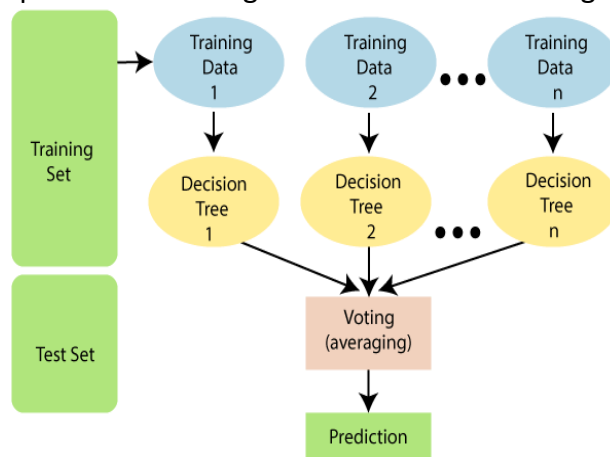 Training
Data
1
Training
Data
2
Training
Data
n
Training
Set
Decision
Tree
1
Decision
Tree
2
Decision
Tree
n
Test Set
Voting
(averaging)
Prediction